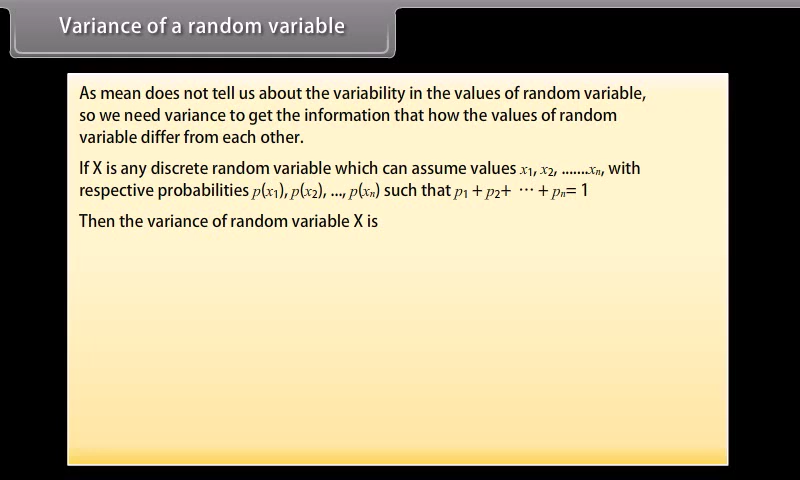 Variance of a random variable
As mean does not tell us about the variability in the values of random variable,
so we need variance to get the information that how the values of random
variable differ from each other.
If X is any discrete random variable which can assume values x₁, x₂, .......xₙ, with
respective probabilities p(x₁), p(x₂), ..., p(xₙ) such that p₁ + p₂+ ⋯ + pₙ= 1
Then the variance of random variable X is